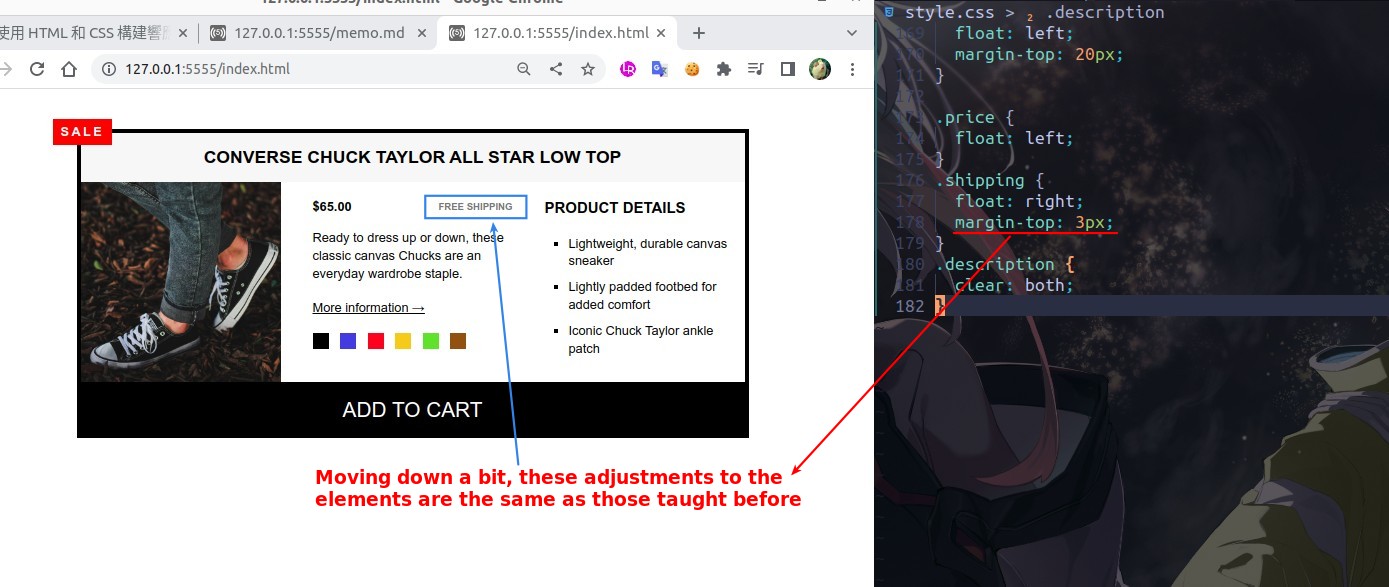 127.0.0.1:5555/index.html - Google Chrome
使用 HTML 和 CSS 構建響
127.0.0.1:5555/memo.md
127.0.0.1:5555/index.html
127.0.0.1:5555/index.html
SALE
CONVERSE CHUCK TAYLOR ALL STAR LOW TOP
$65.00
FREE SHIPPING
Ready to dress up or down, these
classic canvas Chucks are an
everyday wardrobe staple.
More information →
PRODUCT DETAILS
Lightweight, durable canvas
sneaker
Lightly padded footbed for
added comfort
Iconic Chuck Taylor ankle
patch
ADD TO CART
Moving down a bit, these adjustments to the
elements are the same as those taught before
style.css > 2 .description
169 float: left;
170 margin-top: 20px;
171 }
172
173 .price {
174 float: left;
175 }
176 .shipping {
177 float: right;
178 margin-top: 3px;
179 }
180 .description {
181 clear: both;
182 }